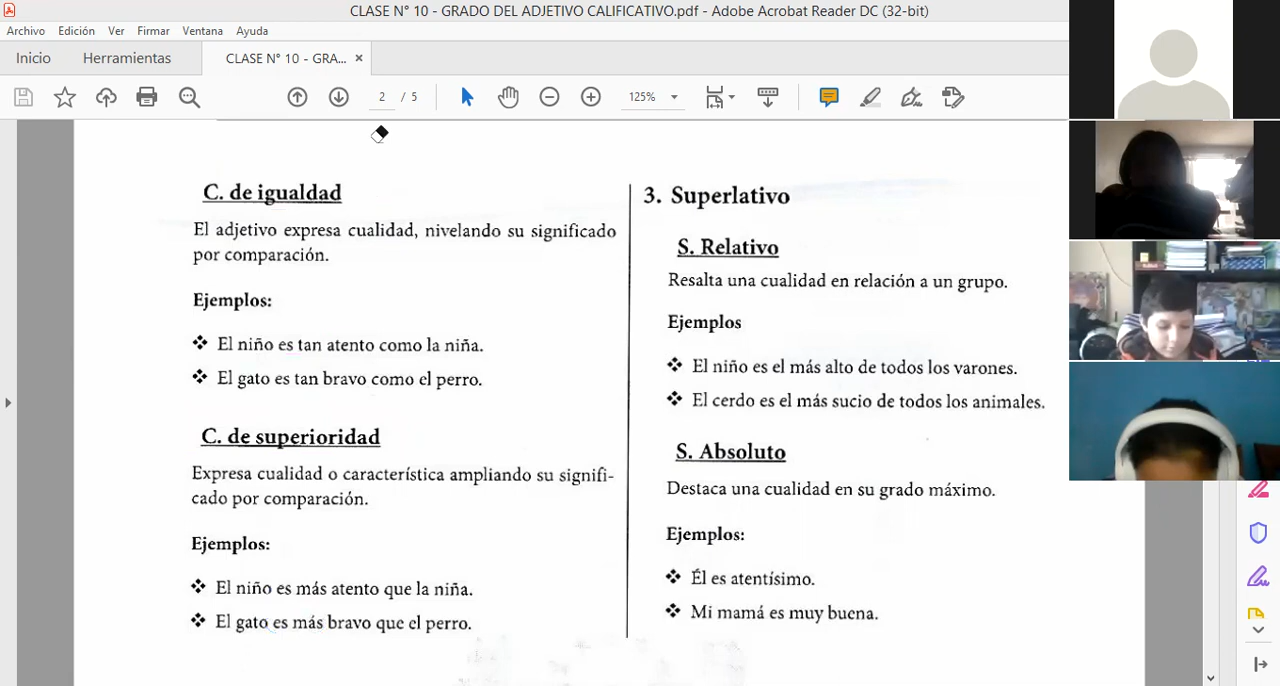 CLASE N° 10 - GRADO DEL ADJETIVO CALIFICATIVO.pdf - Adobe Acrobat Reader DC (32-bit)
Archivo Edición Ver Firmar Ventana Ayuda
Inicio Herramientas CLASE N° 10 - GRA... ×
2 / 5 125%
C. de igualdad
El adjetivo expresa cualidad, nivelando su significado
por comparación.
Ejemplos:
❖ El niño es tan atento como la niña.
❖ El gato es tan bravo como el perro.
C. de superioridad
Expresa cualidad o característica ampliando su signifi-
cado por comparación.
Ejemplos:
❖ El niño es más atento que la niña.
❖ El gato es más bravo que el perro.
3. Superlativo
S. Relativo
Resalta una cualidad en relación a un grupo.
Ejemplos
❖ El niño es el más alto de todos los varones.
❖ El cerdo es el más sucio de todos los animales.
S. Absoluto
Destaca una cualidad en su grado máximo.
Ejemplos:
❖ Él es atentísimo.
❖ Mi mamá es muy buena.